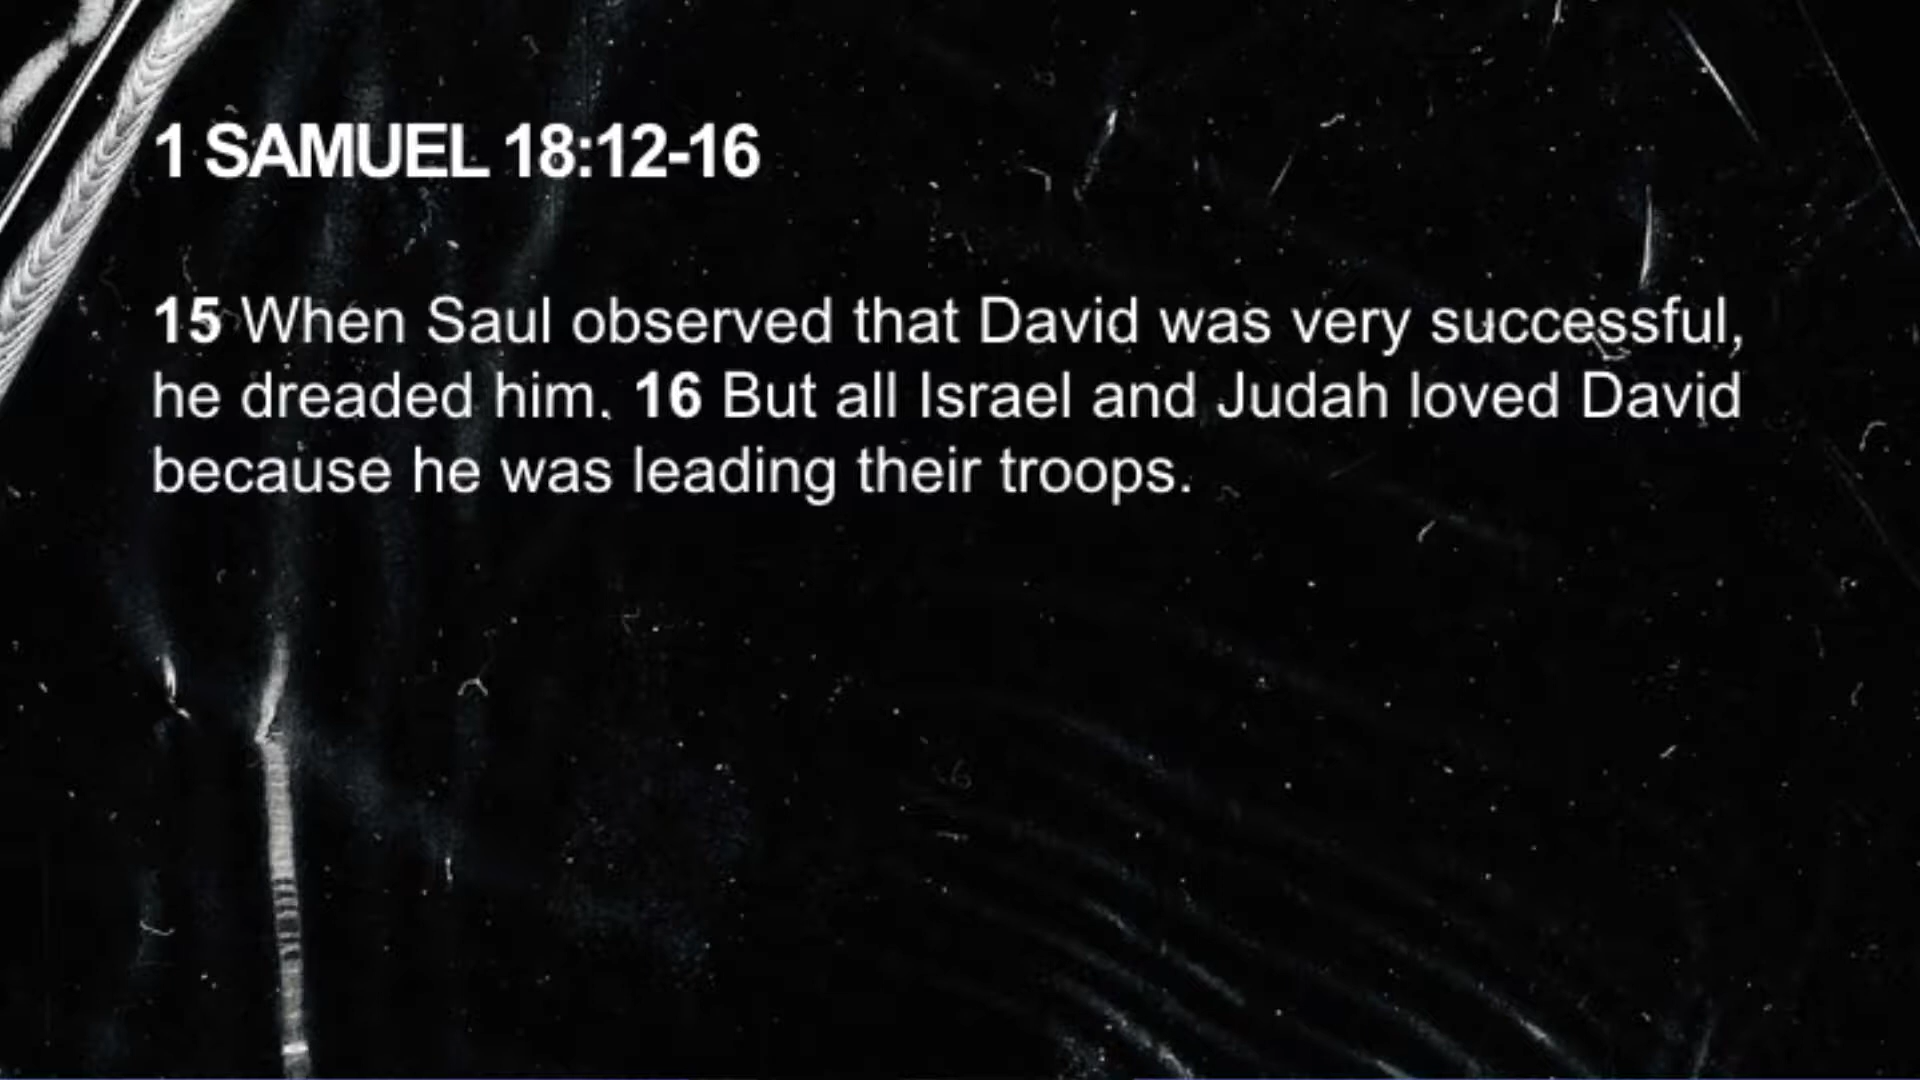 1 SAMUEL 18:12-16
15 When Saul observed that David was very successful,
he dreaded him. 16 But all Israel and Judah loved David
because he was leading their troops.